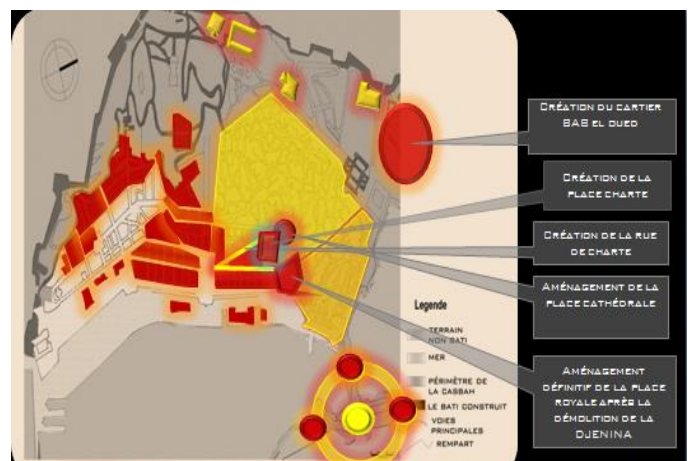 CRÉATION DU CARTIER
BAB EL OUED
CRÉATION DE LA
PLACE CHARTE
CRÉATION DE LA RUE
DE CHARTE
AMÉNAGEMENT DE LA
PLACE CATHÉDRALE
AMÉNAGEMENT
DÉFINITIF DE LA PLACE
ROYALE APRÈS LA
DÉMOLITION DE LA
DJENINA
Legende
TERRAIN
NON BATI
MER
PÉRIMÈTRE DE
LA CASBAH
LE BATI CONSTRUIT
VOIES
PRINCIPALES
REMPART